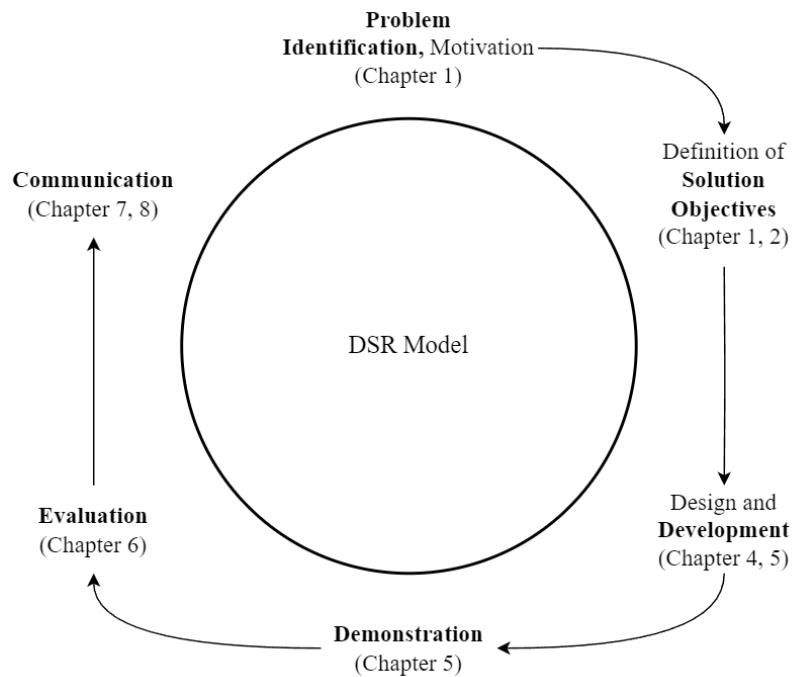 Problem
Identification, Motivation
(Chapter 1)
Definition of
Solution
Objectives
(Chapter 1, 2)
Communication
(Chapter 7, 8)
DSR Model
Design and
Development
(Chapter 4, 5)
Evaluation
(Chapter 6)
Demonstration
(Chapter 5)